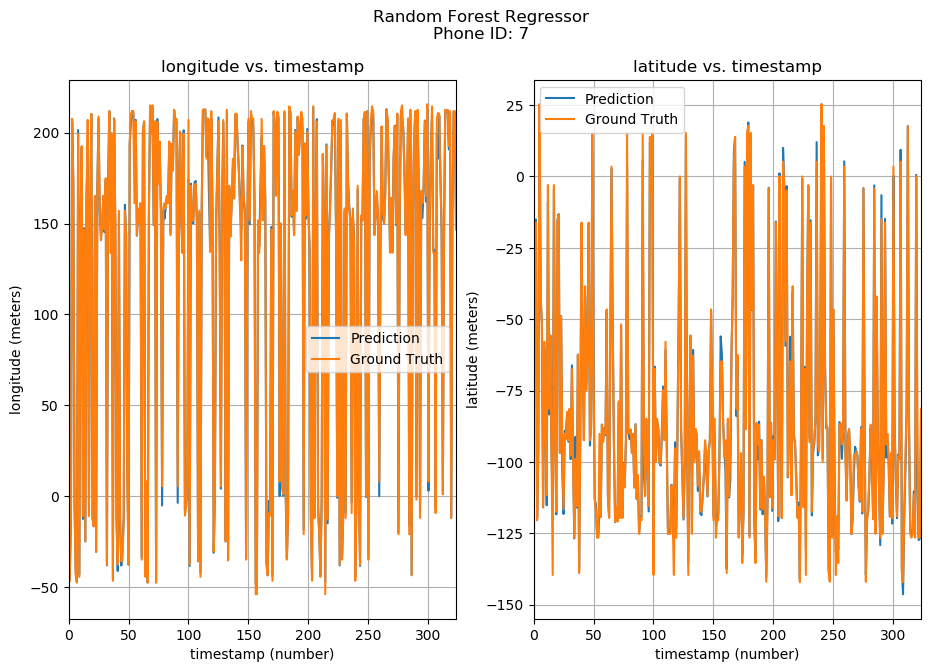 Random Forest Regressor
Phone ID: 7
longitude vs. timestamp
200
150
100
50
0
−50
longitude (meters)
Prediction
Ground Truth
0
50
100
150
200
250
300
timestamp (number)
latitude vs. timestamp
Prediction
Ground Truth
25
0
−25
−50
−75
−100
−125
−150
latitude (meters)
0
50
100
150
200
250
300
timestamp (number)